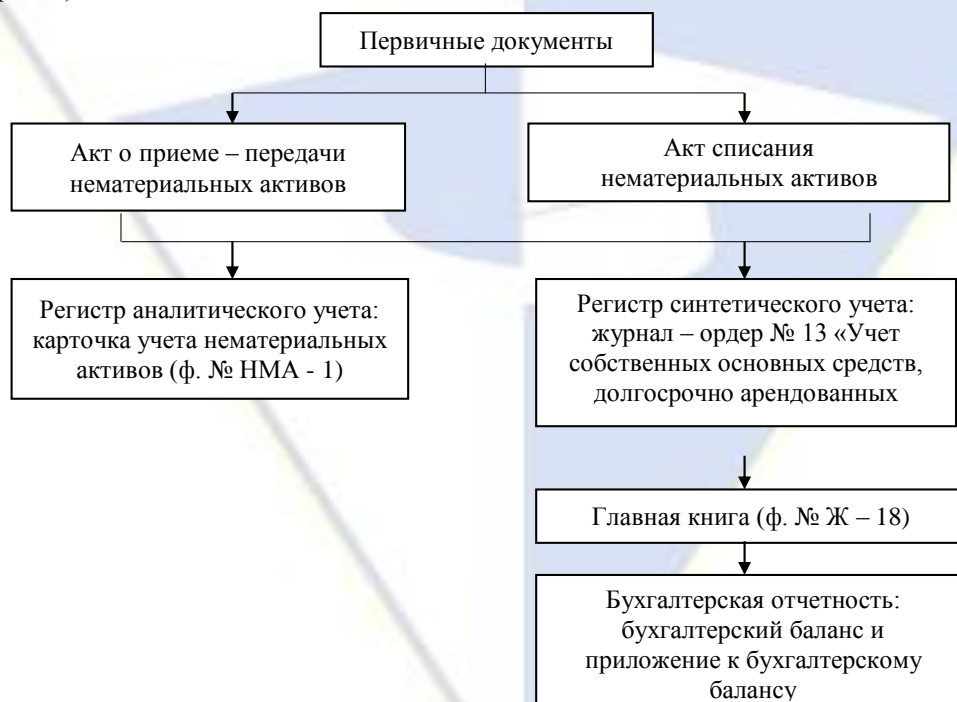 Первичные документы
Акт о приеме – передачи
нематериальных активов
Акт списания
нематериальных активов
Регистр аналитического учета:
карточка учета нематериальных
активов (ф. № НМА - 1)
Регистр синтетического учета:
журнал – ордер № 13 «Учет
собственных основных средств,
долгосрочно арендованных
Главная книга (ф. № Ж – 18)
Бухгалтерская отчетность:
бухгалтерский баланс и
приложение к бухгалтерскому
балансу